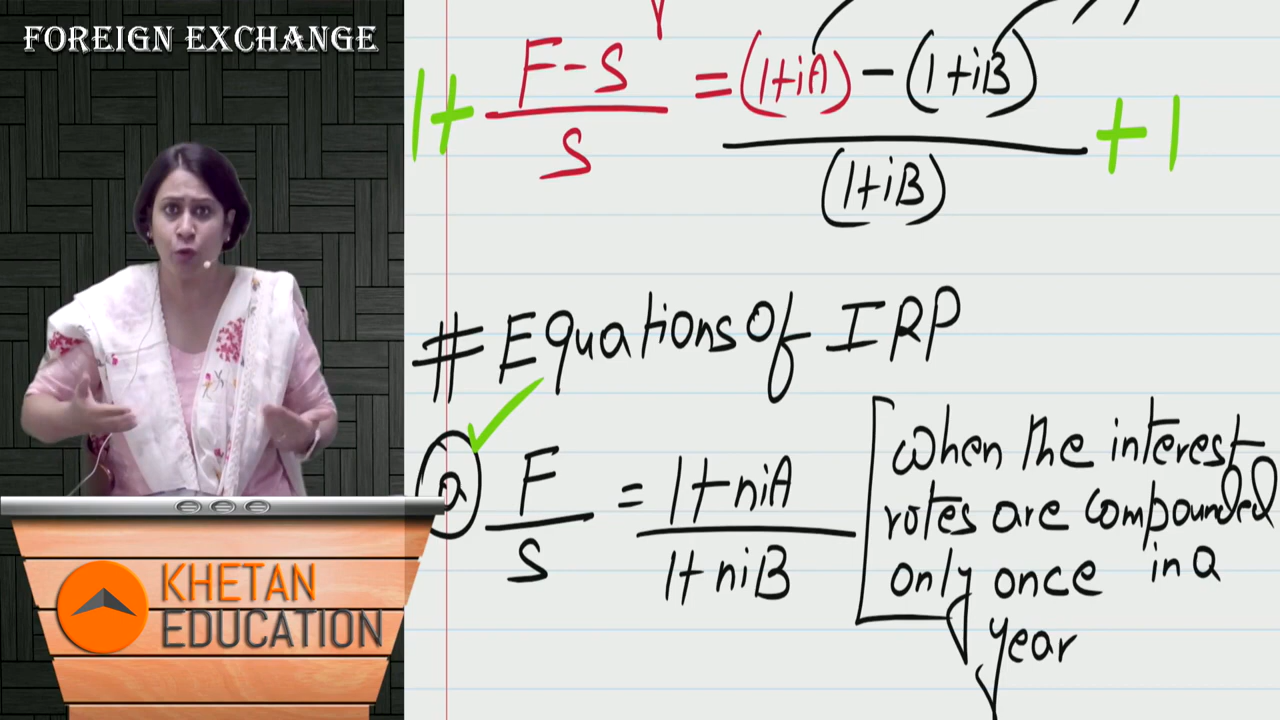 FOREIGN EXCHANGE
1+ F-S / S = (1+iA) - (1+iB) / (1+iB) + 1
# Equations Of IRP
(a) F / S = 1+niA / 1+niB
[When the interest
rates are compounded
only once in a
year
KHETAN
EDUCATION